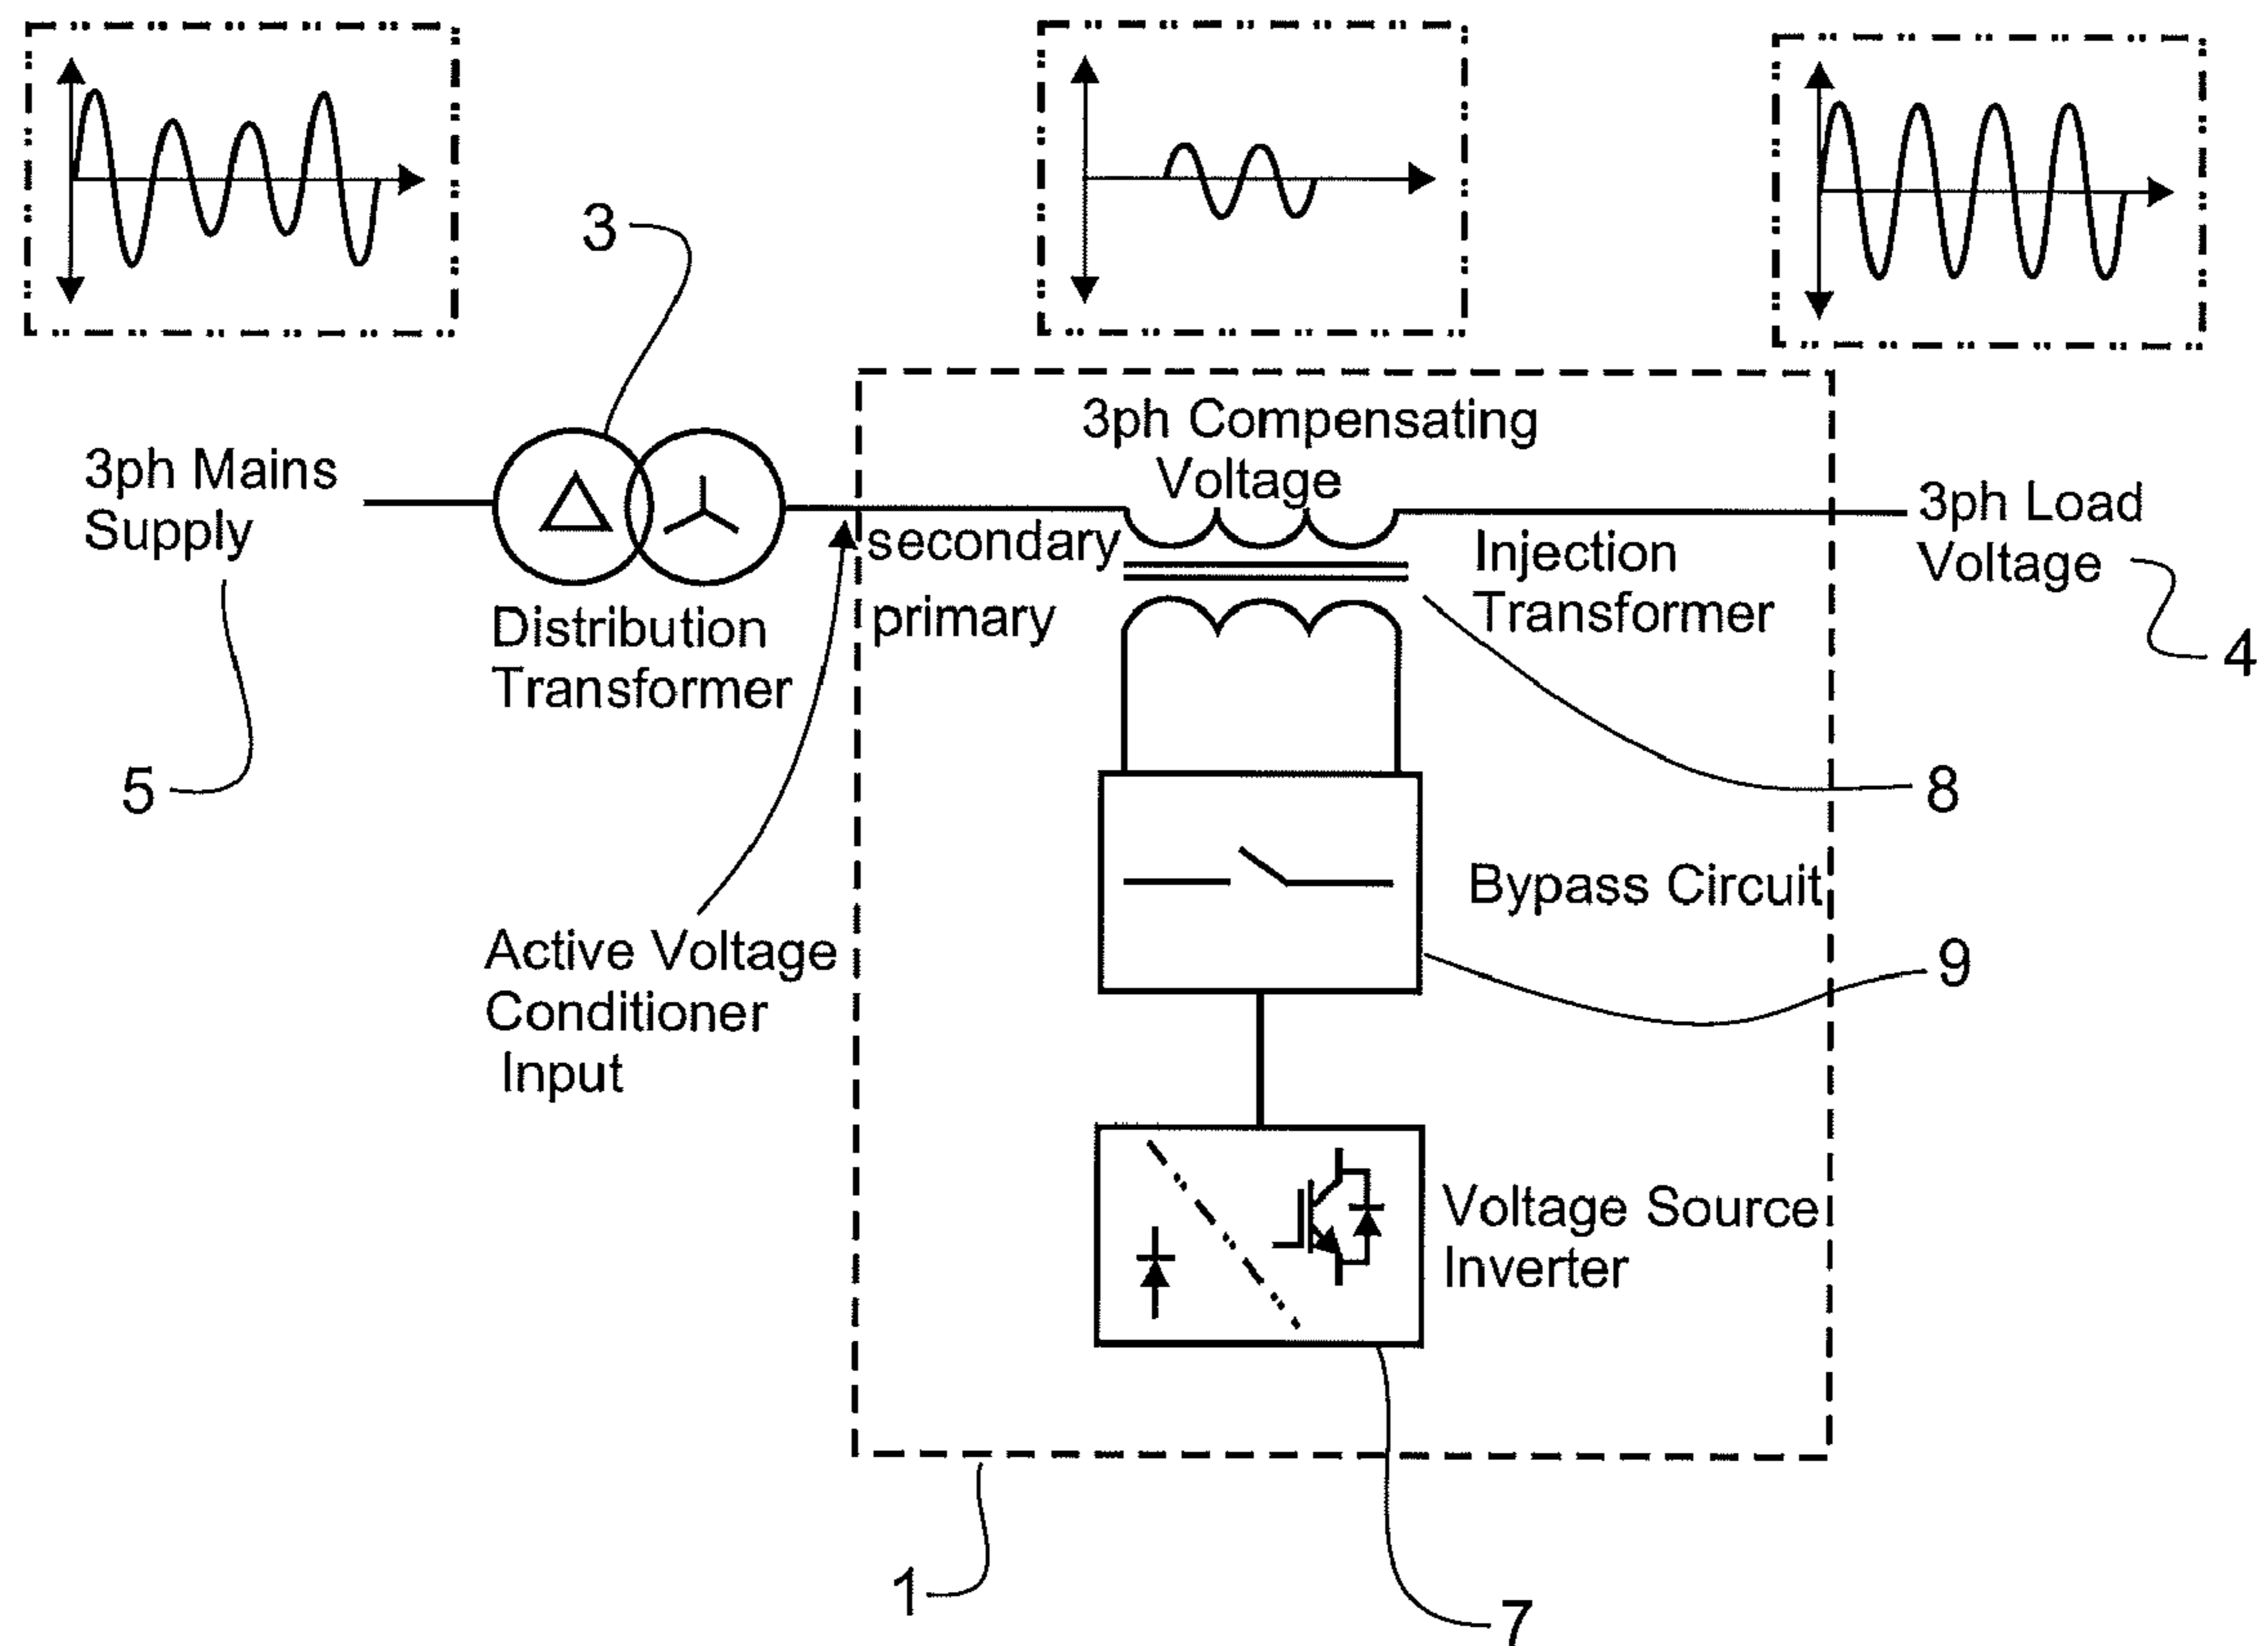 3
3ph Mains
Supply
5
Distribution
Transformer
Active Voltage
Conditioner
Input
3ph Compensating
Voltage
secondary
primary
Injection
Transformer
3ph Load
Voltage
4
8
Bypass Circuit
9
Voltage Source
Inverter
1
7